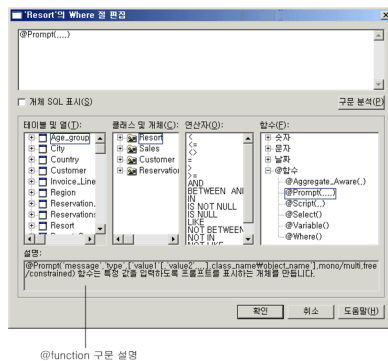 'Resort'의 Where 절 편집
@Prompt(,,,,)
개체 SQL 표시(S)
구문 분석(P)
테이블 및 열(T):
Age_group
City
Country
Customer
Invoice_Line
Region
Reservation_
Reservations
Resort
클래스 및 개체(C):
Resort
Sales
Customer
Reservation
연산자(O):
<
<=
<>
=
>
>=
AND
BETWEEN AND
IN
IS NOT NULL
IS NULL
LIKE
NOT BETWEEN
NOT IN
NOT LIKE
함수(F):
숫자
문자
날짜
@함수
@Aggregate_Aware(,)
@Prompt(,,,,)
@Script(,,)
@Select()
@Variable()
@Where()
설명:
@Prompt('message','type',['value1'[,'value2',...],class_name₩object_name'],mono/multi,free
/constrained) 함수는 특정 값을 입력하도록 프롬프트를 표시하는 개체를 만듭니다.
확인
취소
도움말(H)
@function 구문 설명